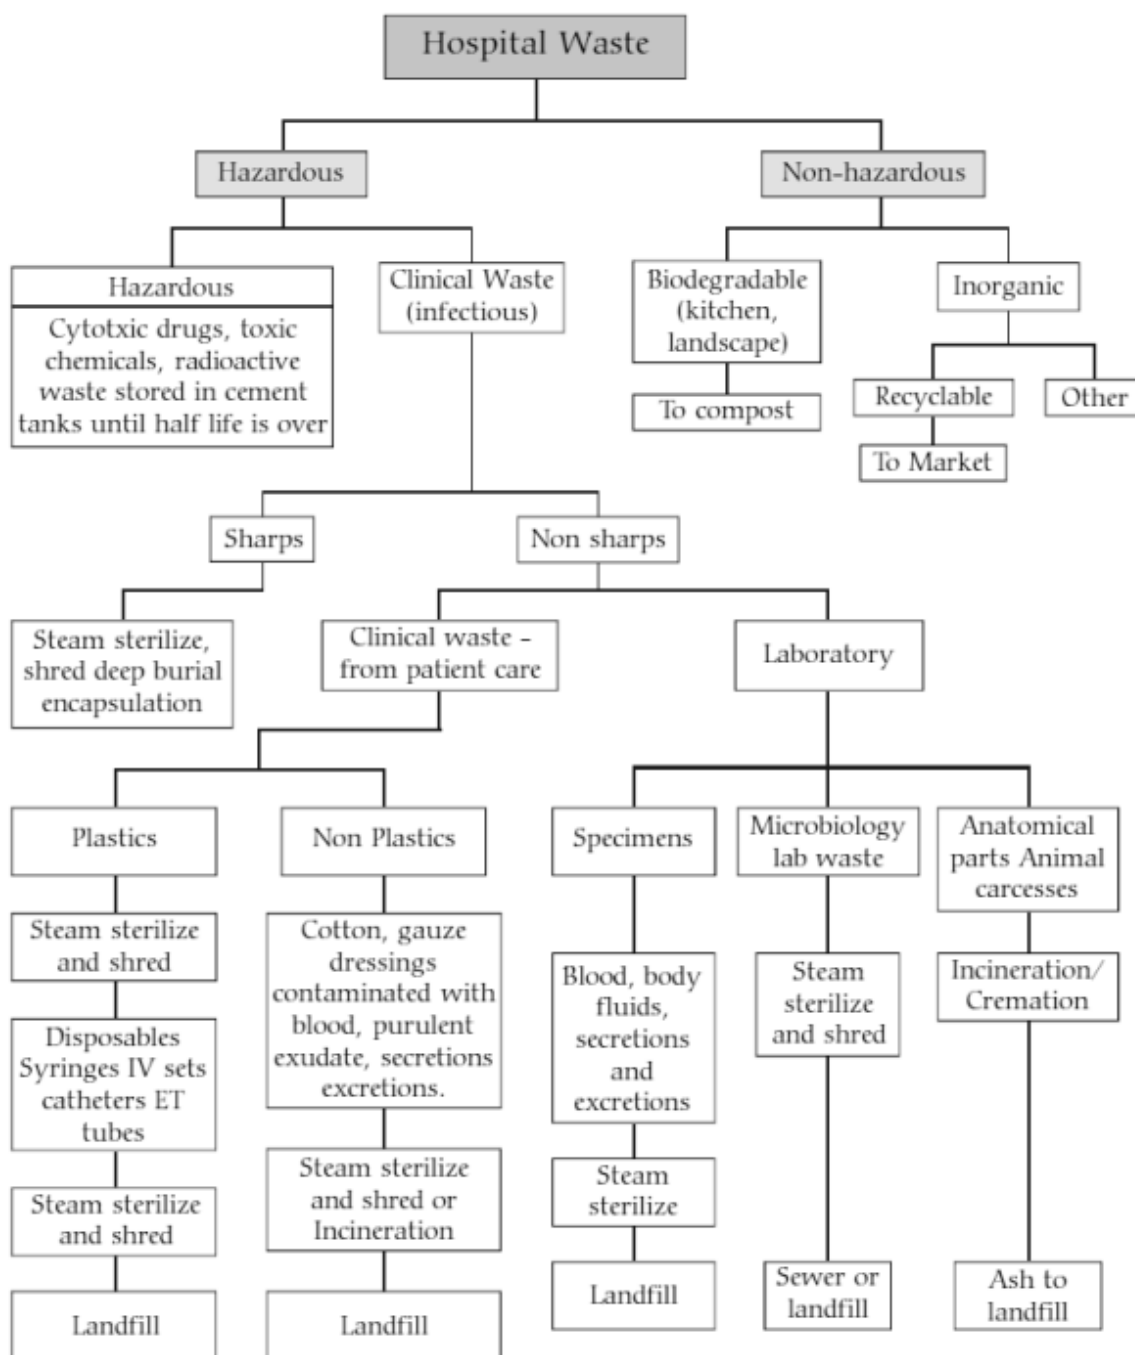 Hospital Waste
Hazardous
Non-hazardous
Hazardous
Cytotxic drugs, toxic
chemicals, radioactive
waste stored in cement
tanks until half life is over
Clinical Waste
(infectious)
Biodegradable
(kitchen,
landscape)
Inorganic
To compost
Recyclable
Other
To Market
Sharps
Non sharps
Steam sterilize,
shred deep burial
encapsulation
Clinical waste –
from patient care
Laboratory
Plastics
Non Plastics
Specimens
Microbiology
lab waste
Anatomical
parts Animal
carcesses
Steam sterilize
and shred
Disposables
Syringes IV sets
catheters ET
tubes
Steam sterilize
and shred
Landfill
Cotton, gauze
dressings
contaminated with
blood, purulent
exudate, secretions
excretions.
Steam sterilize
and shred or
Incineration
Landfill
Blood, body
fluids,
secretions
and
excretions
Steam
sterilize
Landfill
Steam
sterilize
and shred
Sewer or
landfill
Incineration/
Cremation
Ash to
landfill